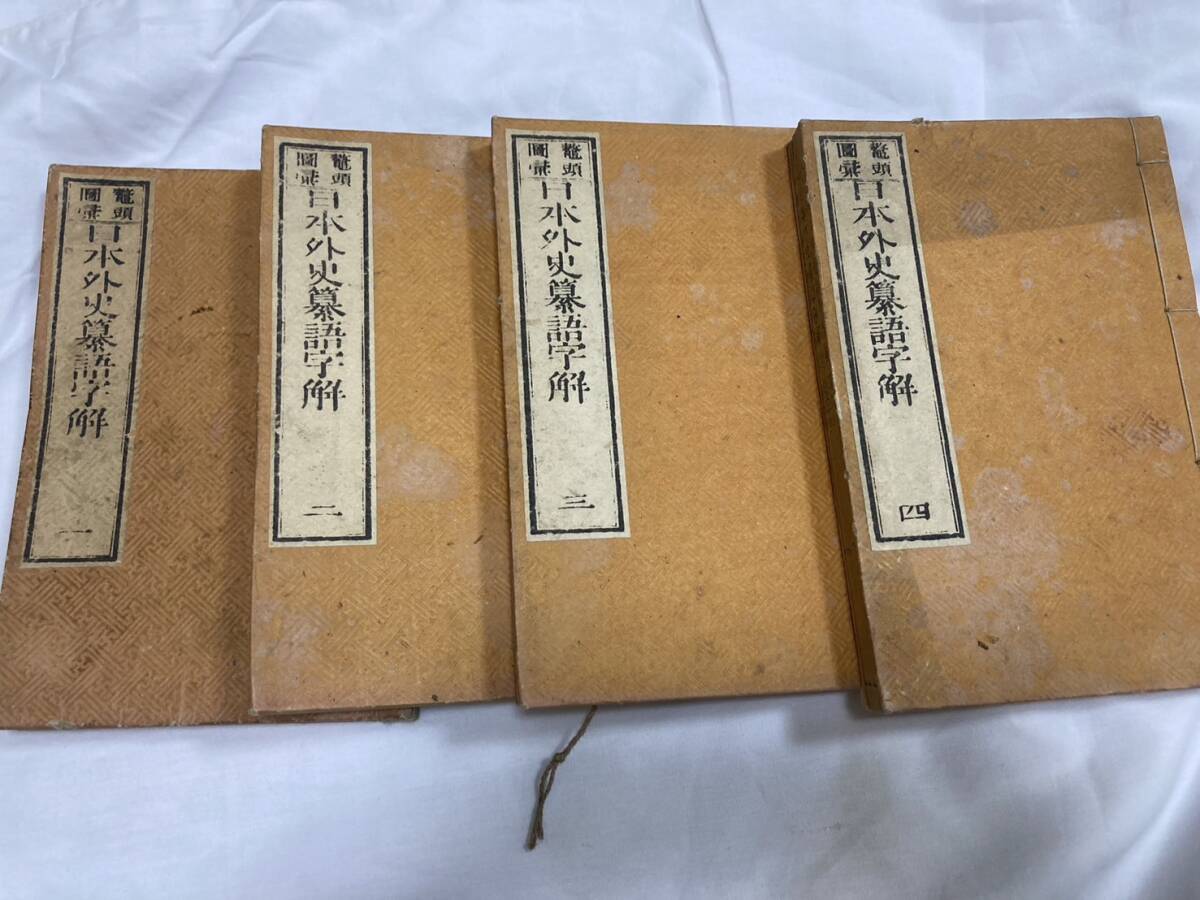 鼇頭
圖彙
日本外史纂語字解
一
鼇頭
圖彙
日本外史纂語字解
二
鼇頭
圖彙
日本外史纂語字解
三
鼇頭
圖彙
日本外史纂語字解
四